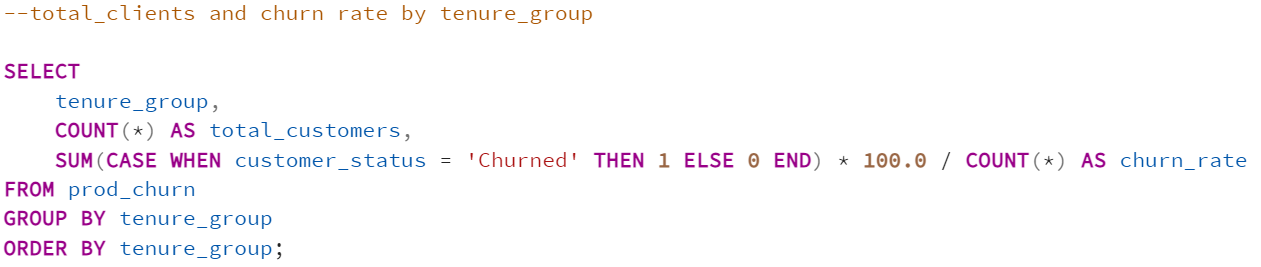 --total_clients and churn rate by tenure_group
SELECT
    tenure_group,
    COUNT(*) AS total_customers,
    SUM(CASE WHEN customer_status = 'Churned' THEN 1 ELSE 0 END) * 100.0 / COUNT(*) AS churn_rate
FROM prod_churn
GROUP BY tenure_group
ORDER BY tenure_group;